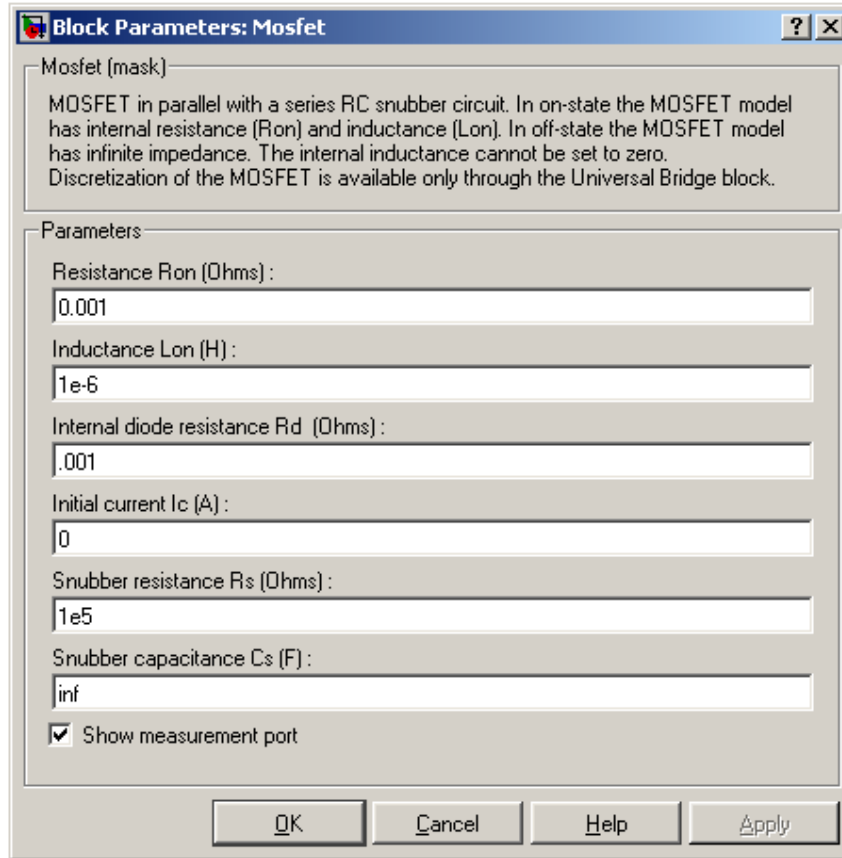 Block Parameters: Mosfet
Mosfet (mask)
MOSFET in parallel with a series RC snubber circuit. In on-state the MOSFET model
has internal resistance (Ron) and inductance (Lon). In off-state the MOSFET model
has infinite impedance. The internal inductance cannot be set to zero.
Discretization of the MOSFET is available only through the Universal Bridge block.
Parameters
Resistance Ron (Ohms) :
0.001
Inductance Lon (H) :
1e-6
Internal diode resistance Rd  (Ohms) :
.001
Initial current Ic (A) :
0
Snubber resistance Rs (Ohms) :
1e5
Snubber capacitance Cs (F) :
inf
Show measurement port
OK Cancel Help Apply